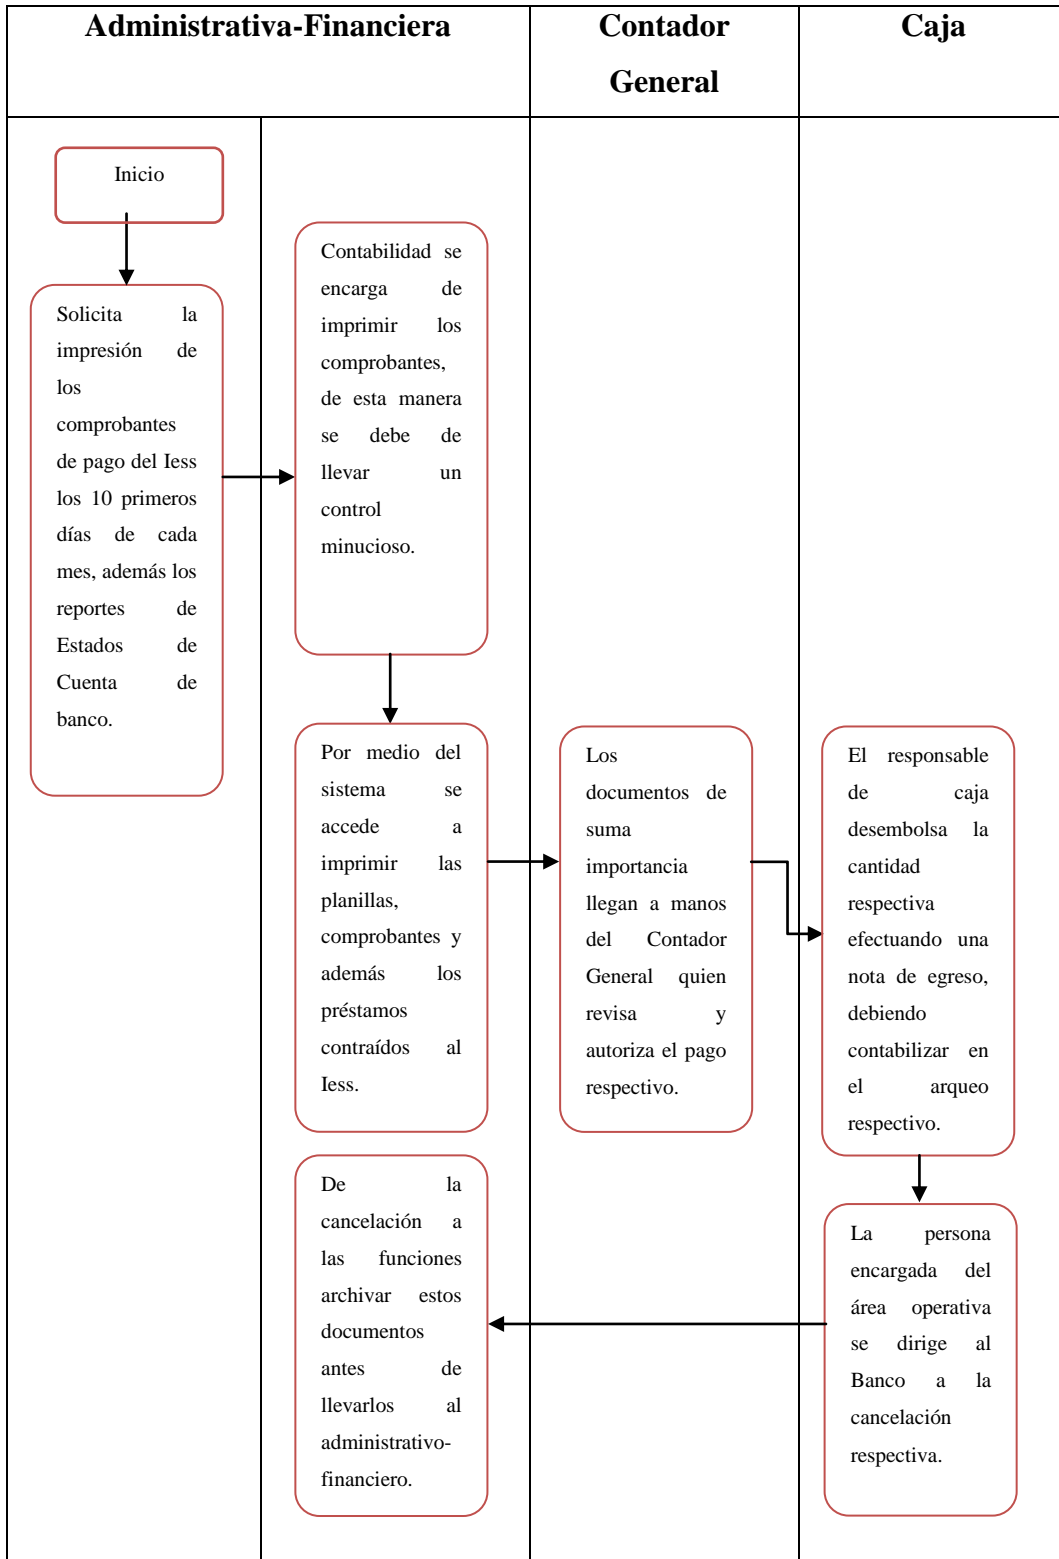 Administrativa-Financiera
Contador
General
Caja
Inicio
Solicita la
impresión de
los
comprobantes
de pago del Iess
los 10 primeros
días de cada
mes, además los
reportes de
Estados de
Cuenta de
banco.
Contabilidad se
encarga de
imprimir los
comprobantes,
de esta manera
se debe de
llevar un
control
minucioso.
Por medio del
sistema se
accede a
imprimir las
planillas,
comprobantes y
además los
préstamos
contraídos al
Iess.
Los
documentos de
suma
importancia
llegan a manos
del Contador
General quien
revisa y
autoriza el pago
respectivo.
El responsable
de caja
desembolsa la
cantidad
respectiva
efectuando una
nota de egreso,
debiendo
contabilizar en
el arqueo
respectivo.
La persona
encargada del
área operativa
se dirige al
Banco a la
cancelación
respectiva.
De la
cancelación a
las funciones
archivar estos
documentos
antes de
llevarlos al
administrativo-
financiero.